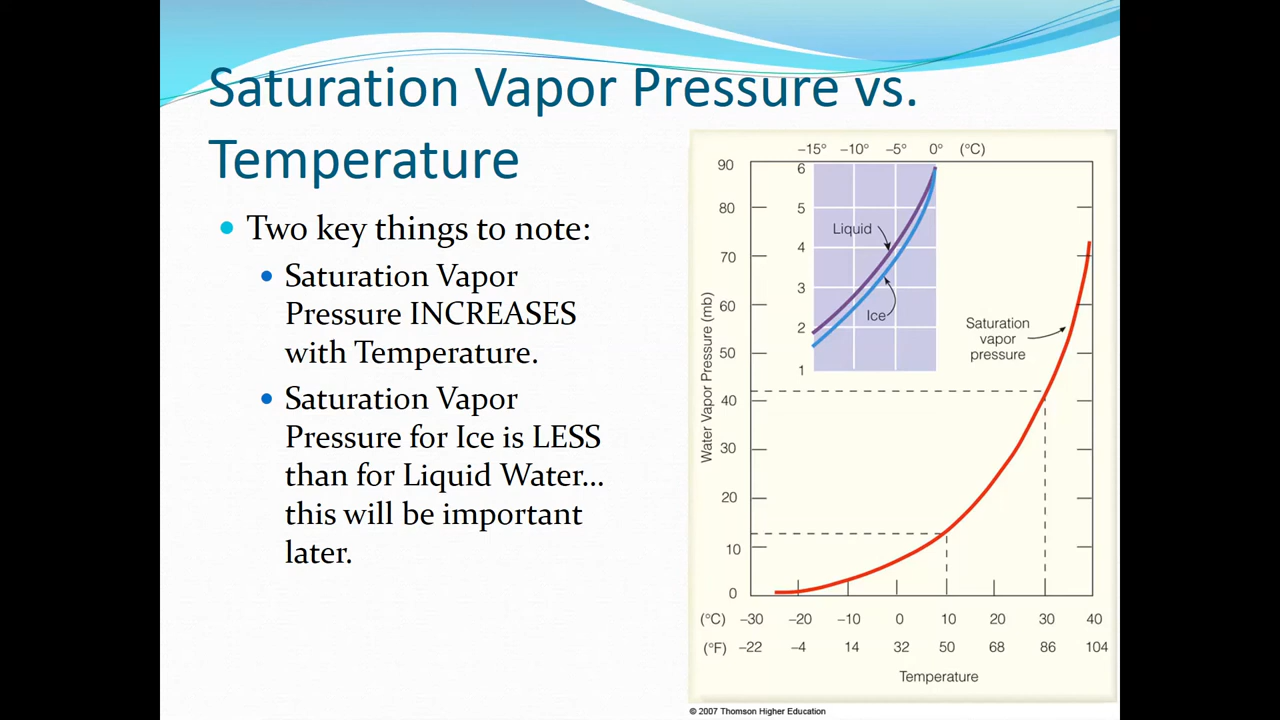 Saturation Vapor Pressure vs.
Temperature
Two key things to note:
Saturation Vapor
Pressure INCREASES
with Temperature.
Saturation Vapor
Pressure for Ice is LESS
than for Liquid Water...
this will be important
later.
–15° –10° –5° 0° (°C)
6
5
4
3
2
1
Liquid
Ice
90
80
70
60
50
40
30
20
10
0
Water Vapor Pressure (mb)
Saturation
vapor
pressure
(°C) –30 –20 –10 0 10 20 30 40
(°F) –22 –4 14 32 50 68 86 104
Temperature
© 2007 Thomson Higher Education